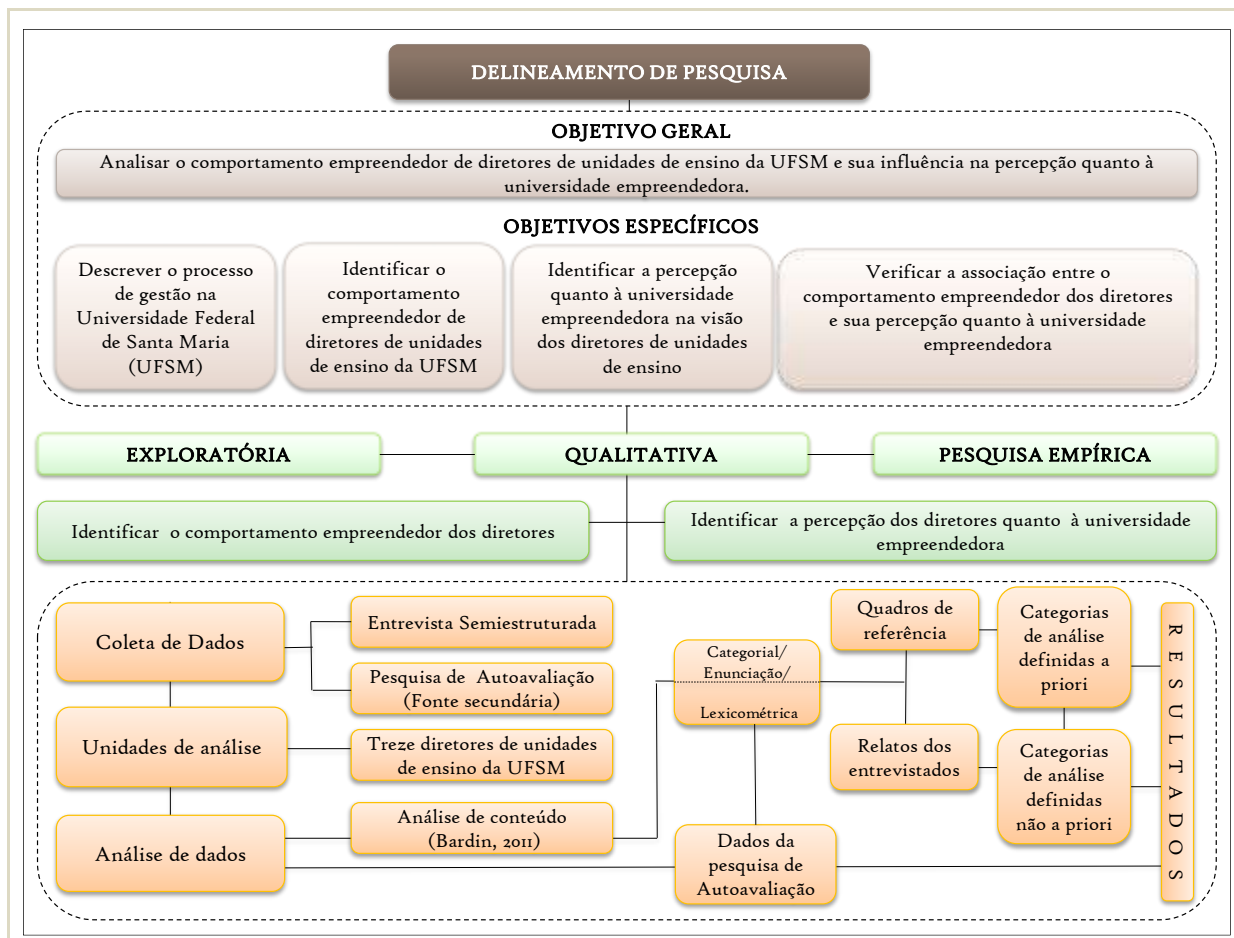 DELINEAMENTO DE PESQUISA
OBJETIVO GERAL
Analisar o comportamento empreendedor de diretores de unidades de ensino da UFSM e sua influência na percepção quanto à
universidade empreendedora.
OBJETIVOS ESPECÍFICOS
Descrever o processo
de gestão na
Universidade Federal
de Santa Maria
(UFSM)
Identificar o
comportamento
empreendedor de
diretores de unidades
de ensino da UFSM
Identificar a percepção
quanto à universidade
empreendedora na visão
dos diretores de unidades
de ensino
Verificar a associação entre o
comportamento empreendedor dos diretores
e sua percepção quanto à universidade
empreendedora
EXPLORATÓRIA
QUALITATIVA
PESQUISA EMPÍRICA
Identificar o comportamento empreendedor dos diretores
Identificar a percepção dos diretores quanto à universidade
empreendedora
Coleta de Dados
Entrevista Semiestruturada
Pesquisa de Autoavaliação
(Fonte secundária)
Unidades de análise
Treze diretores de unidades
de ensino da UFSM
Análise de dados
Análise de conteúdo
(Bardin, 2011)
Categorial/
Enunciação/
Lexicométrica
Dados da
pesquisa de
Autoavaliação
Quadros de
referência
Relatos dos
entrevistados
Categorias
de análise
definidas a
priori
Categorias
de análise
definidas
não a priori
RESULTADOS